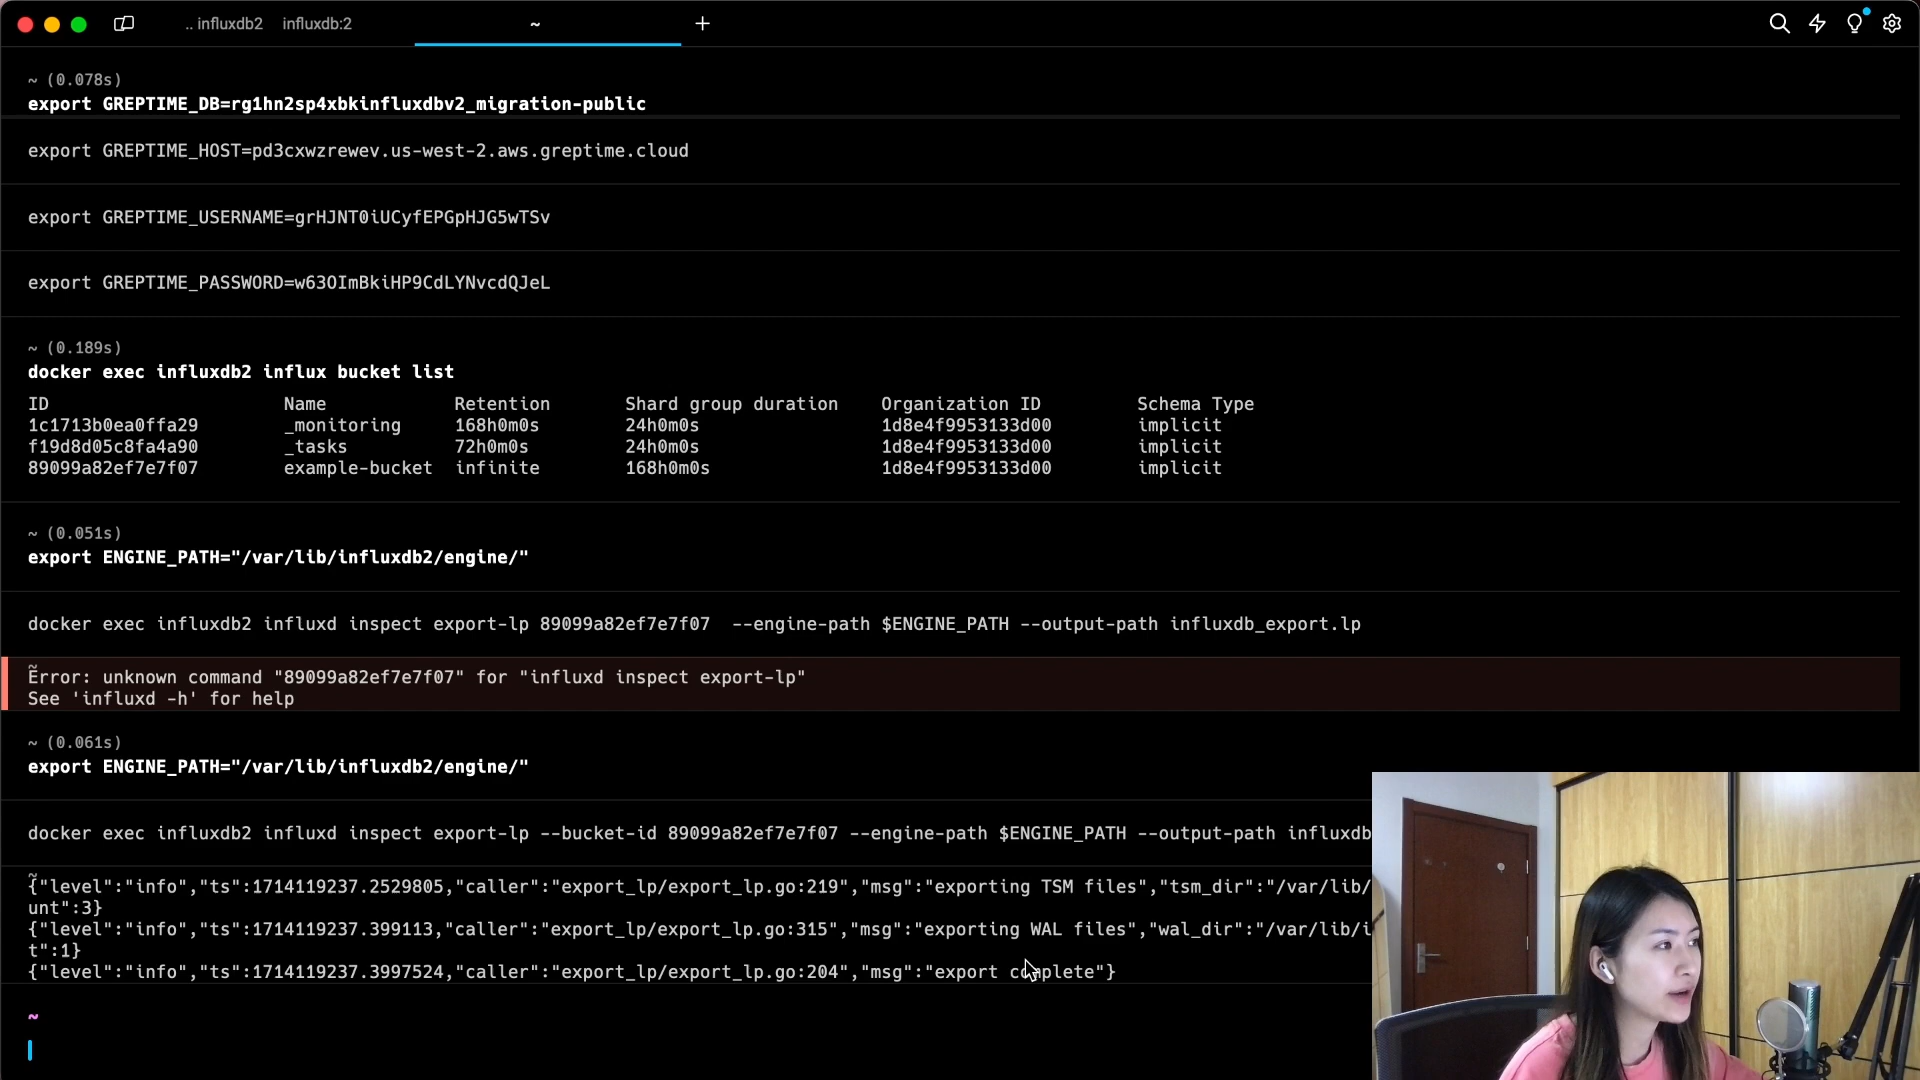 .. influxdb2 influxdb:2 ~ +
~ (0.078s)
export GREPTIME_DB=rg1hn2sp4xbkinfluxdbv2_migration-public
export GREPTIME_HOST=pd3cxwzrewev.us-west-2.aws.greptime.cloud
export GREPTIME_USERNAME=grHJNT0iUCyfEPGpHJG5wTSv
export GREPTIME_PASSWORD=w63OImBkiHP9CdLYNvcdQJeL
~ (0.189s)
docker exec influxdb2 influx bucket list
ID Name Retention Shard group duration Organization ID Schema Type
1c1713b0ea0ffa29 _monitoring 168h0m0s 24h0m0s 1d8e4f9953133d00 implicit
f19d8d05c8fa4a90 _tasks 72h0m0s 24h0m0s 1d8e4f9953133d00 implicit
89099a82ef7e7f07 example-bucket infinite 168h0m0s 1d8e4f9953133d00 implicit
~ (0.051s)
export ENGINE_PATH="/var/lib/influxdb2/engine/"
docker exec influxdb2 influxd inspect export-lp 89099a82ef7e7f07 --engine-path $ENGINE_PATH --output-path influxdb_export.lp
~
Error: unknown command "89099a82ef7e7f07" for "influxd inspect export-lp"
See 'influxd -h' for help
~ (0.061s)
export ENGINE_PATH="/var/lib/influxdb2/engine/"
docker exec influxdb2 influxd inspect export-lp --bucket-id 89099a82ef7e7f07 --engine-path $ENGINE_PATH --output-path influxdb
~
{"level":"info","ts":1714119237.2529805,"caller":"export_lp/export_lp.go:219","msg":"exporting TSM files","tsm_dir":"/var/lib/
unt":3}
{"level":"info","ts":1714119237.399113,"caller":"export_lp/export_lp.go:315","msg":"exporting WAL files","wal_dir":"/var/lib/i
t":1}
{"level":"info","ts":1714119237.3997524,"caller":"export_lp/export_lp.go:204","msg":"export complete"}
~